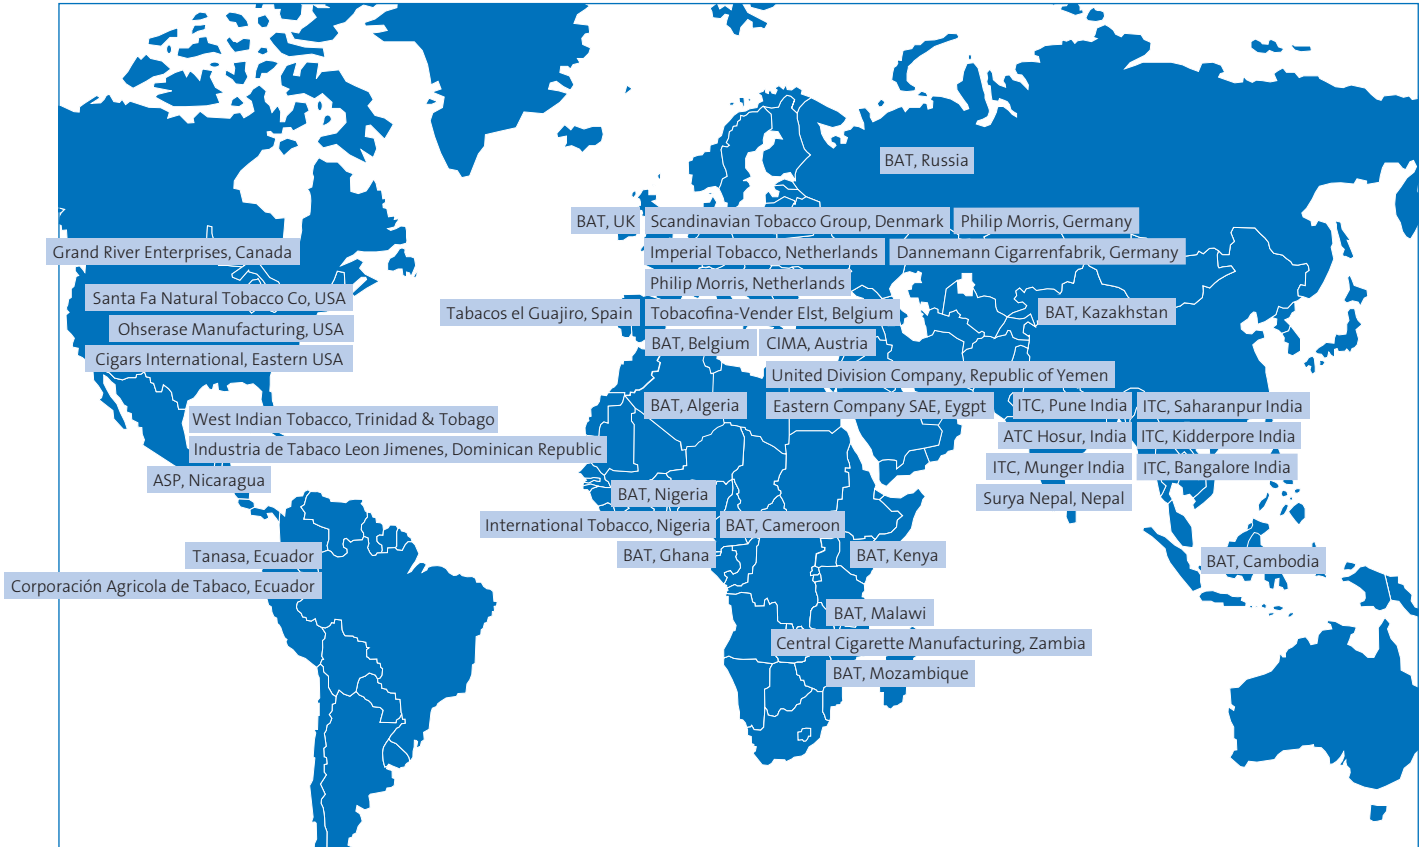 BAT, Russia
BAT, UK
Scandinavian Tobacco Group, Denmark
Philip Morris, Germany
Grand River Enterprises, Canada
Imperial Tobacco, Netherlands
Dannemann Cigarrenfabrik, Germany
Philip Morris, Netherlands
Santa Fa Natural Tobacco Co, USA
Tabacos el Guajiro, Spain
Tobacofina-Vender Elst, Belgium
BAT, Kazakhstan
Ohserase Manufacturing, USA
BAT, Belgium
CIMA, Austria
Cigars International, Eastern USA
United Division Company, Republic of Yemen
BAT, Algeria
Eastern Company SAE, Eygpt
ITC, Pune India
ITC, Saharanpur India
West Indian Tobacco, Trinidad & Tobago
ATC Hosur, India
ITC, Kidderpore India
Industria de Tabaco Leon Jimenes, Dominican Republic
ITC, Munger India
ITC, Bangalore India
ASP, Nicaragua
BAT, Nigeria
Surya Nepal, Nepal
International Tobacco, Nigeria
BAT, Cameroon
Tanasa, Ecuador
BAT, Ghana
BAT, Kenya
BAT, Cambodia
Corporación Agricola de Tabaco, Ecuador
BAT, Malawi
Central Cigarette Manufacturing, Zambia
BAT, Mozambique